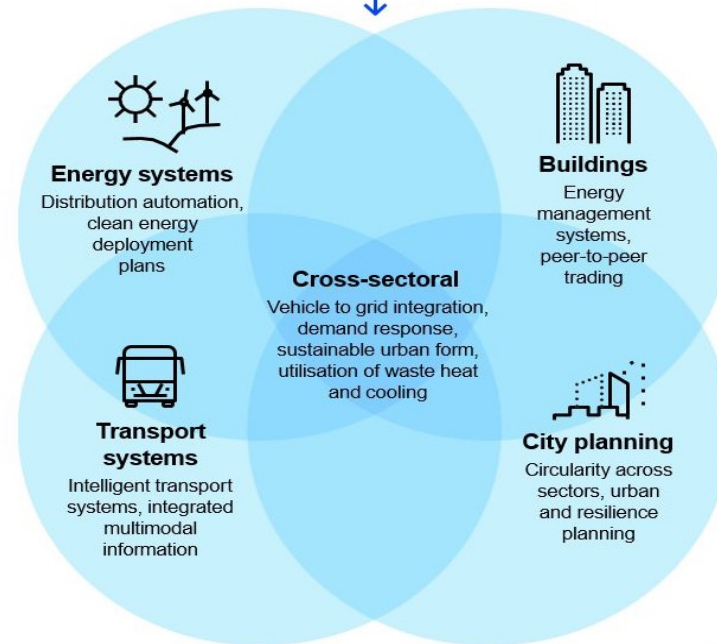 Energy systems
Distribution automation,
clean energy
deployment
plans
Buildings
Energy
management
systems,
peer-to-peer
trading
Cross-sectoral
Vehicle to grid integration,
demand response,
sustainable urban form,
utilisation of waste heat
and cooling
Transport
systems
Intelligent transport
systems, integrated
multimodal
information
City planning
Circularity across
sectors, urban
and resilience
planning